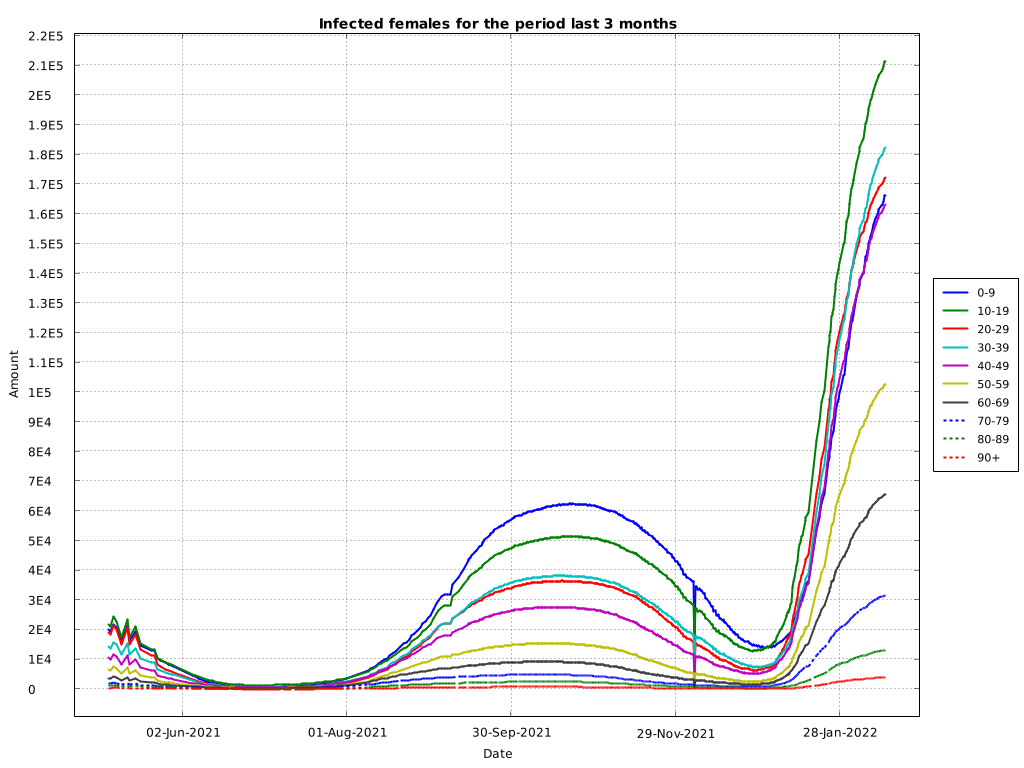 Infected females for the period last 3 months
2.2E5
2.1E5
2E5
1.9E5
1.8E5
1.7E5
1.6E5
1.5E5
1.4E5
1.3E5
1.2E5
1.1E5
1E5
9E4
8E4
7E4
6E4
5E4
4E4
3E4
2E4
1E4
0
Amount
02-Jun-2021
01-Aug-2021
30-Sep-2021
29-Nov-2021
28-Jan-2022
Date
0-9
10-19
20-29
30-39
40-49
50-59
60-69
70-79
80-89
90+